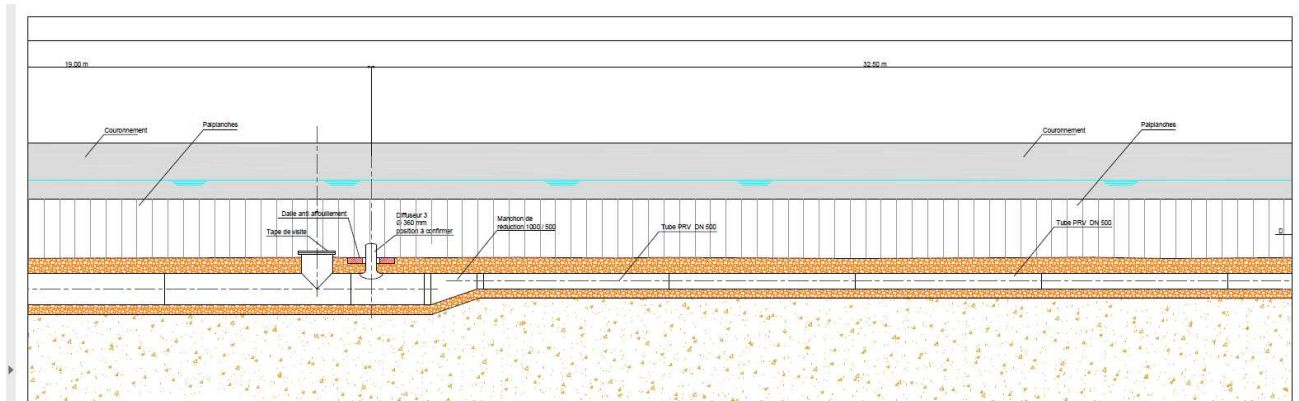 19.00 m
32.50 m
Couronnement
Palplanches
Couronnement
Palplanches
Dalle anti affouillement
Tape de visite
Diffuseur 3
Ø 360 mm
position à confirmer
Manchon de
réduction 1000 / 500
Tube PRV DN 500
Tube PRV DN 500
D